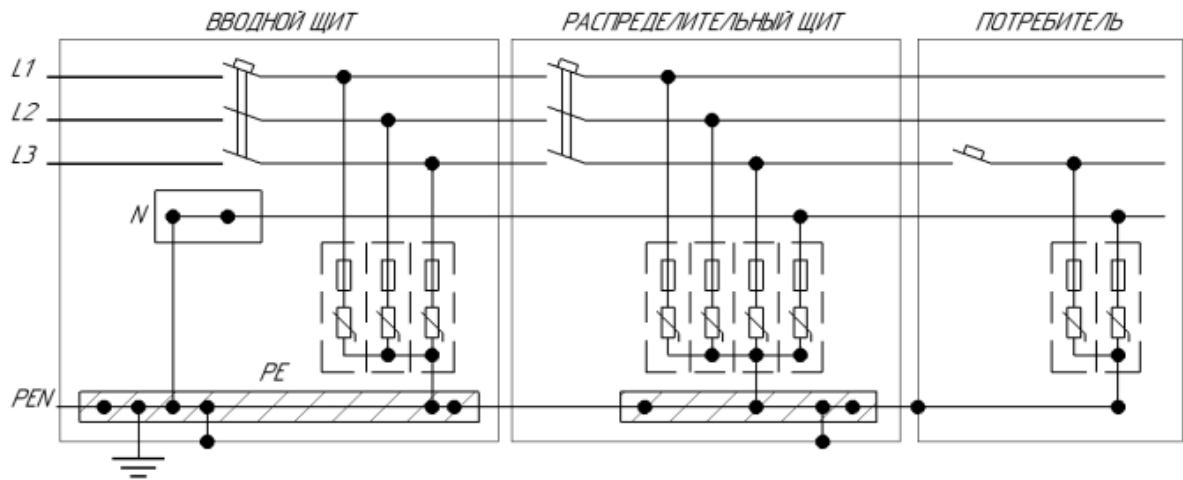 ВВОДНОЙ ЩИТ
РАСПРЕДЕЛИТЕЛЬНЫЙ ЩИТ
ПОТРЕБИТЕЛЬ
L1
L2
L3
N
PE
PEN